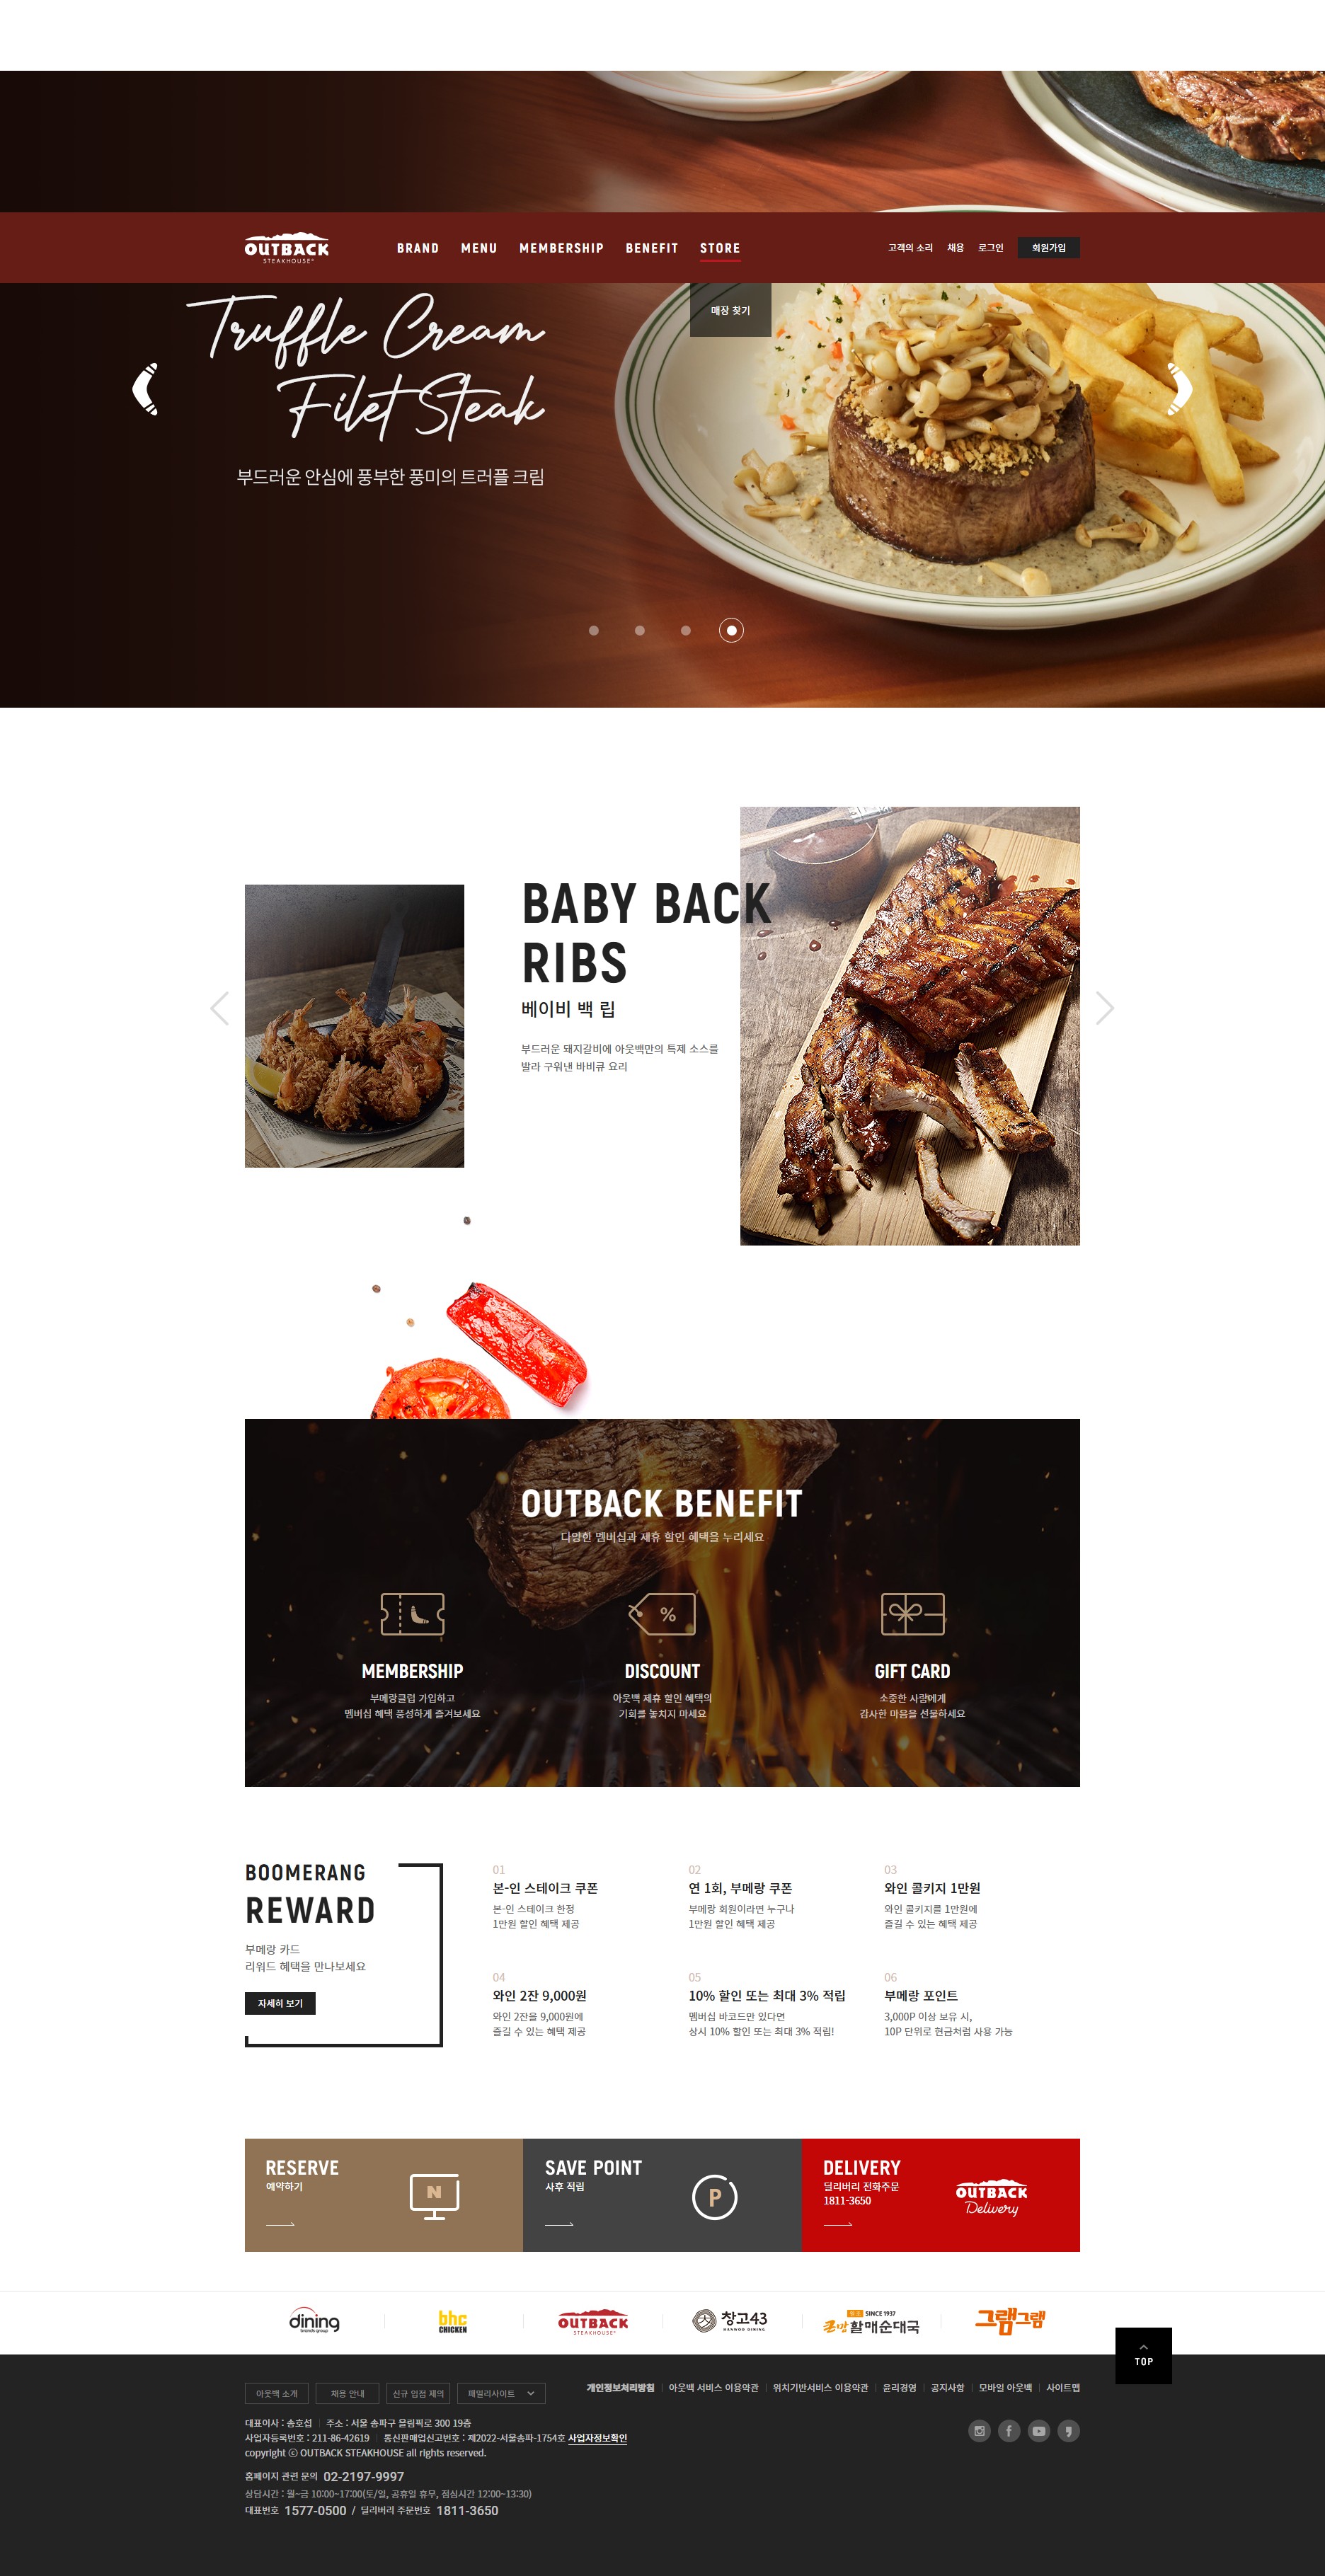 OUTBACK
STEAKHOUSE®
BRAND
MENU
MEMBERSHIP
BENEFIT
STORE
고객의 소리
채용
로그인
회원가입
매장 찾기
Truffle Cream
Filet Steak
부드러운 안심에 풍부한 풍미의 트러플 크림
BABY BACK
RIBS
베이비 백 립
부드러운 돼지갈비에 아웃백만의 특제 소스를
발라 구워낸 바비큐 요리
OUTBACK BENEFIT
다양한 멤버십과 제휴 할인 혜택을 누리세요
%
MEMBERSHIP
부메랑클럽 가입하고
멤버십 혜택 풍성하게 즐겨보세요
DISCOUNT
아웃백 제휴 할인 혜택의
기회를 놓치지 마세요
GIFT CARD
소중한 사람에게
감사한 마음을 선물하세요
BOOMERANG
REWARD
부메랑 카드
리워드 혜택을 만나보세요
자세히 보기
01
본-인 스테이크 쿠폰
본-인 스테이크 한정
1만원 할인 혜택 제공
02
연 1회, 부메랑 쿠폰
부메랑 회원이라면 누구나
1만원 할인 혜택 제공
03
와인 콜키지 1만원
와인 콜키지를 1만원에
즐길 수 있는 혜택 제공
04
와인 2잔 9,000원
와인 2잔을 9,000원에
즐길 수 있는 혜택 제공
05
10% 할인 또는 최대 3% 적립
멤버십 바코드만 있다면
상시 10% 할인 또는 최대 3% 적립!
06
부메랑 포인트
3,000P 이상 보유 시,
10P 단위로 현금처럼 사용 가능
RESERVE
예약하기
N
SAVE POINT
사후 적립
P
DELIVERY
딜리버리 전화주문
1811-3650
OUTBACK
Delivery
dining
brands group
bhc
CHICKEN
OUTBACK
STEAKHOUSE®
창고43
HANWOO DINING
SINCE 1937
큰맘할매순대국
그램그램
TOP
아웃백 소개
채용 안내
신규 입점 제의
패밀리사이트
개인정보처리방침
아웃백 서비스 이용약관
위치기반서비스 이용약관
윤리경영
공지사항
모바일 아웃백
사이트맵
대표이사 : 송호섭 주소 : 서울 송파구 올림픽로 300 19층
사업자등록번호 : 211-86-42619 통신판매업신고번호 : 제2022-서울송파-1754호 사업자정보확인
copyright ⓒ OUTBACK STEAKHOUSE all rights reserved.
홈페이지 관련 문의 02-2197-9997
상담시간 : 월~금 10:00~17:00(토/일, 공휴일 휴무, 점심시간 12:00~13:30)
대표번호 1577-0500 / 딜리버리 주문번호 1811-3650